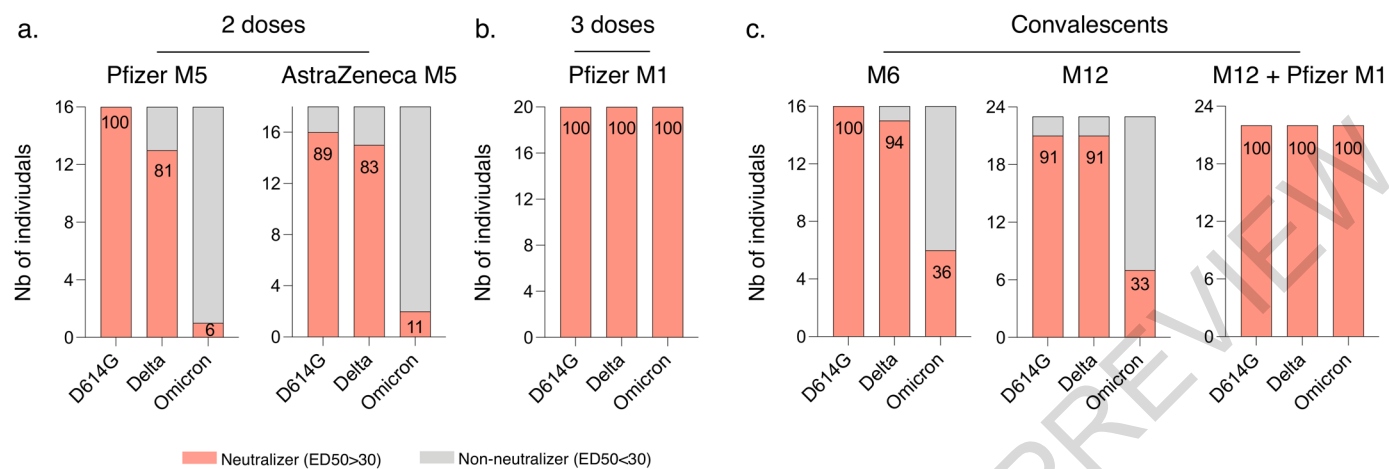 a.
2 doses
Pfizer M5
AstraZeneca M5
Nb of indiviudals
16
12
8
4
0
100
81
6
D614G
Delta
Omicron
16
12
8
4
0
89
83
11
D614G
Delta
Omicron
b.
3 doses
Pfizer M1
Nb of indiviudals
20
16
12
8
4
0
100
100
100
D614G
Delta
Omicron
c.
Convalescents
M6
M12
M12 + Pfizer M1
Nb of indiviudals
16
12
8
4
0
100
94
36
D614G
Delta
Omicron
24
18
12
6
0
91
91
33
D614G
Delta
Omicron
24
18
12
6
0
100
100
100
D614G
Delta
Omicron
Neutralizer (ED50>30)
Non-neutralizer (ED50<30)
PREVIEW